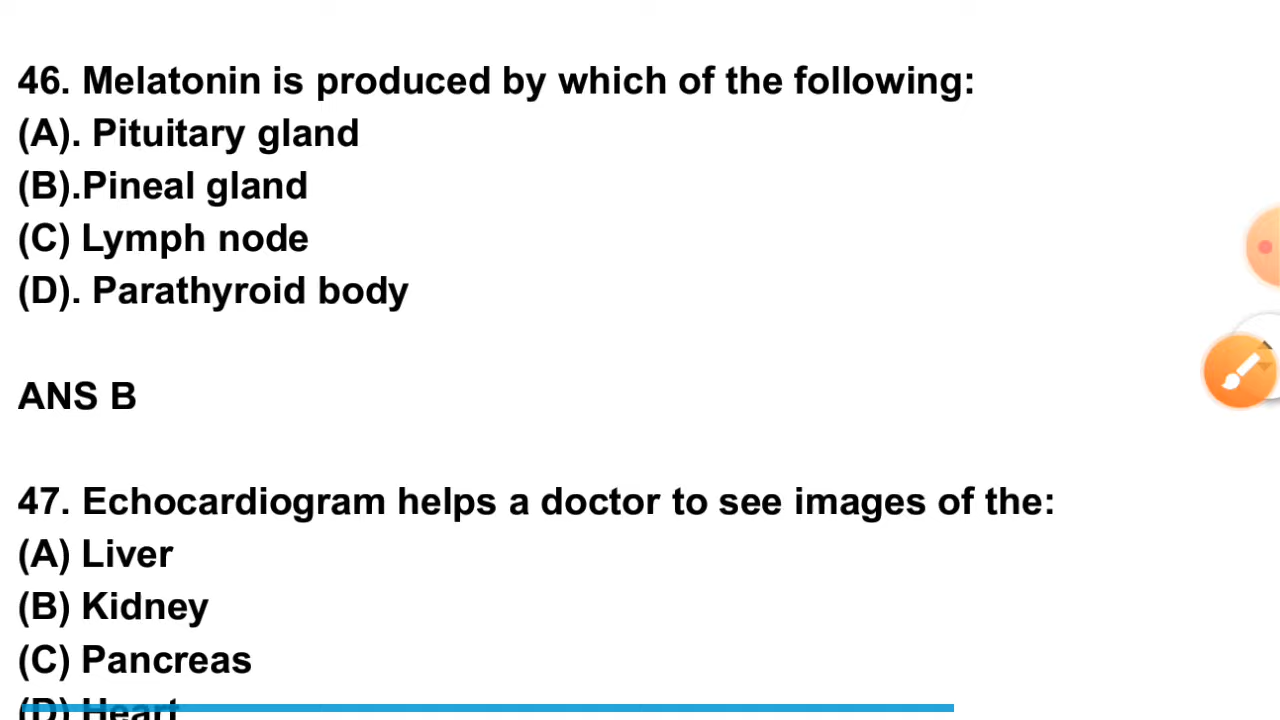 46. Melatonin is produced by which of the following:
(A). Pituitary gland
(B).Pineal gland
(C) Lymph node
(D). Parathyroid body
ANS B
47. Echocardiogram helps a doctor to see images of the:
(A) Liver
(B) Kidney
(C) Pancreas
(D) Heart